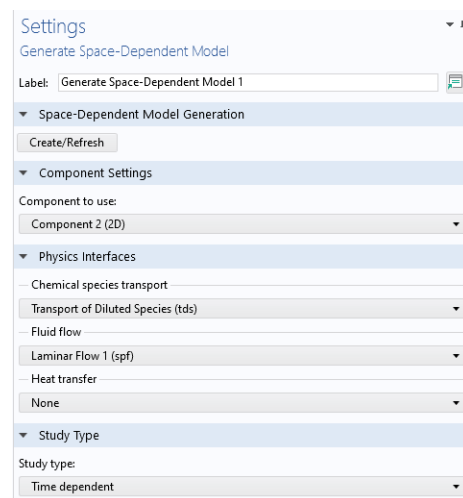 Settings
Generate Space-Dependent Model
Label: Generate Space-Dependent Model 1
Space-Dependent Model Generation
Create/Refresh
Component Settings
Component to use:
Component 2 (2D)
Physics Interfaces
Chemical species transport
Transport of Diluted Species (tds)
Fluid flow
Laminar Flow 1 (spf)
Heat transfer
None
Study Type
Study type:
Time dependent